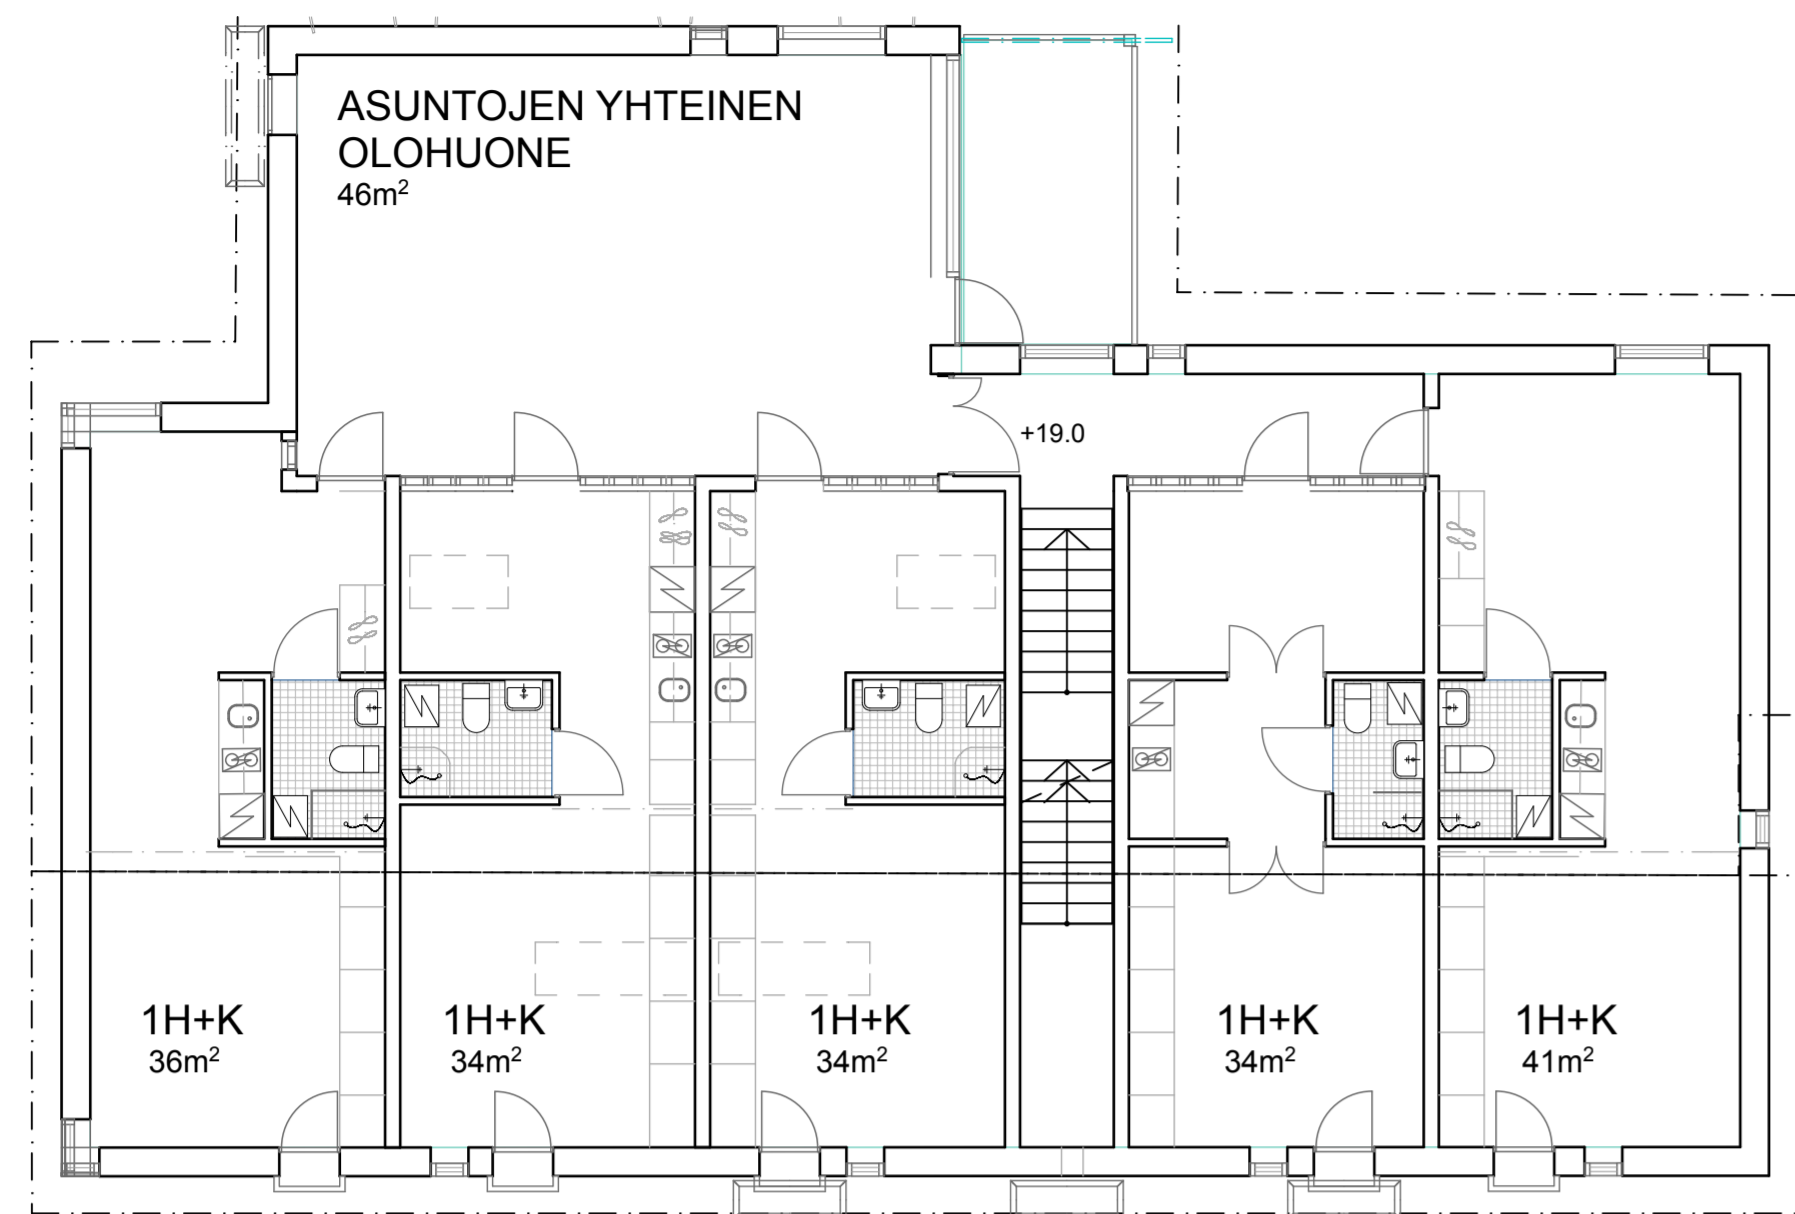 ASUNTOJEN YHTEINEN
OLOHUONE
46m²
+19.0
1H+K
36m²
1H+K
34m²
1H+K
34m²
1H+K
34m²
1H+K
41m²